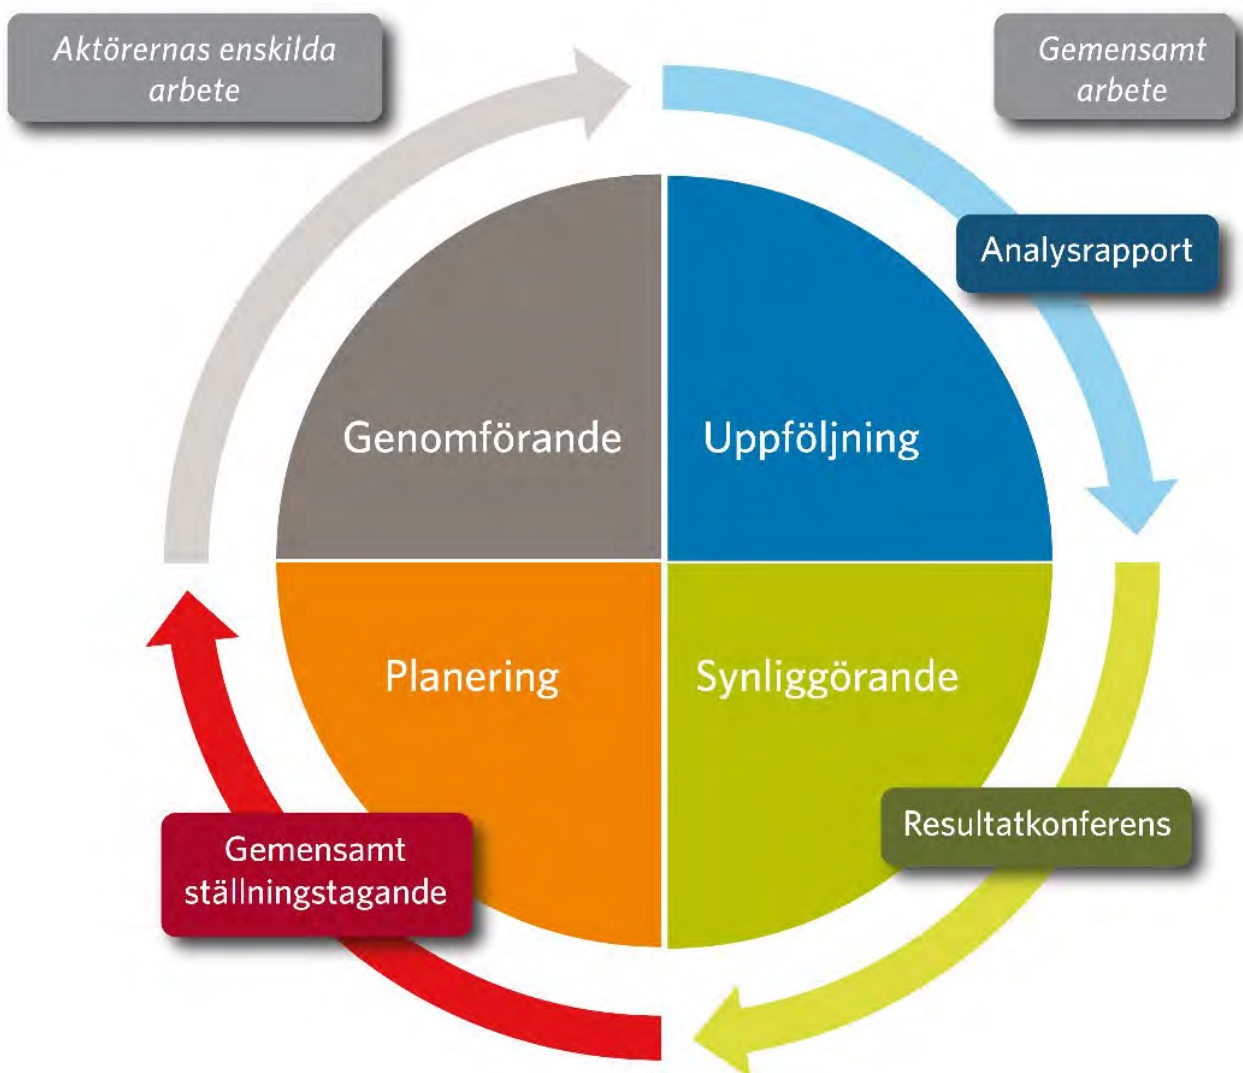 Aktörernas enskilda
arbete
Gemensamt
arbete
Analysrapport
Genomförande
Uppföljning
Planering
Synliggörande
Resultatkonferens
Gemensamt
ställningstagande